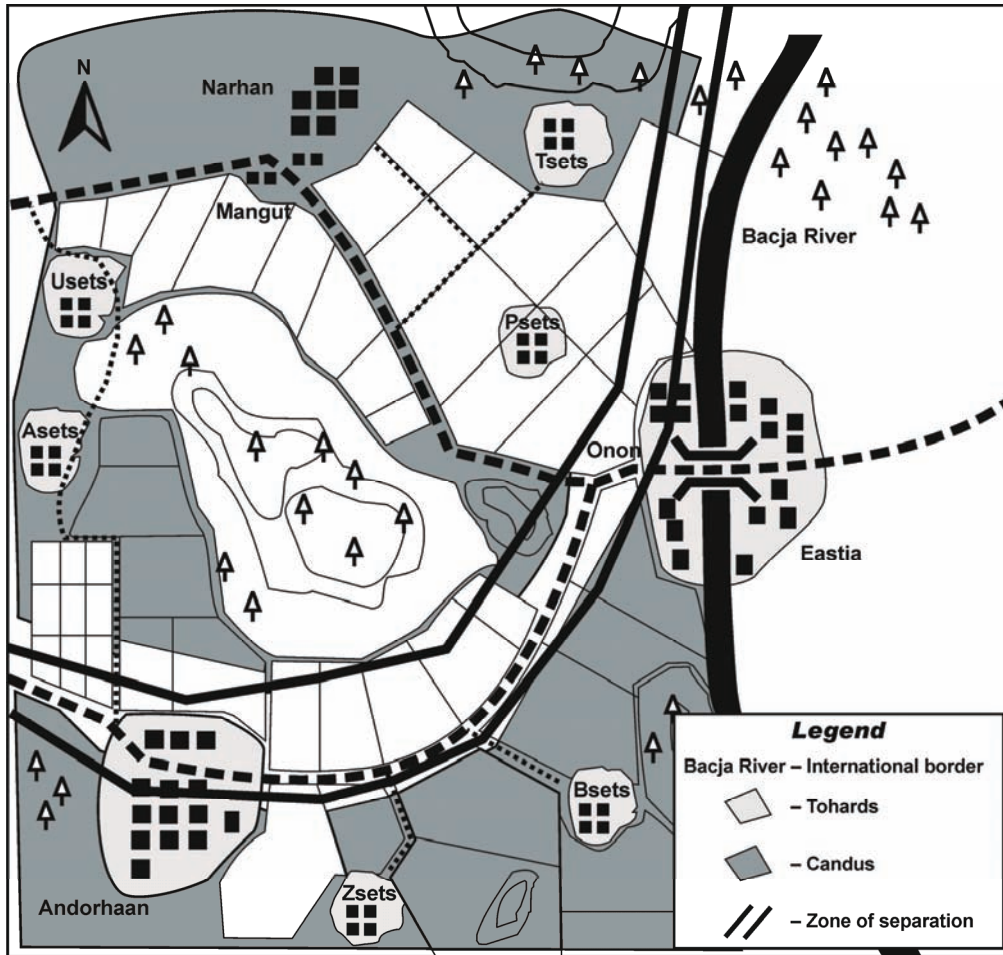 N
Narhan
Tsets
Mangut
Bacja River
Usets
Psets
Asets
Onon
Eastia
Bsets
Zsets
Andorhaan
Legend
Bacja River – International border
– Tohards
– Candus
– Zone of separation